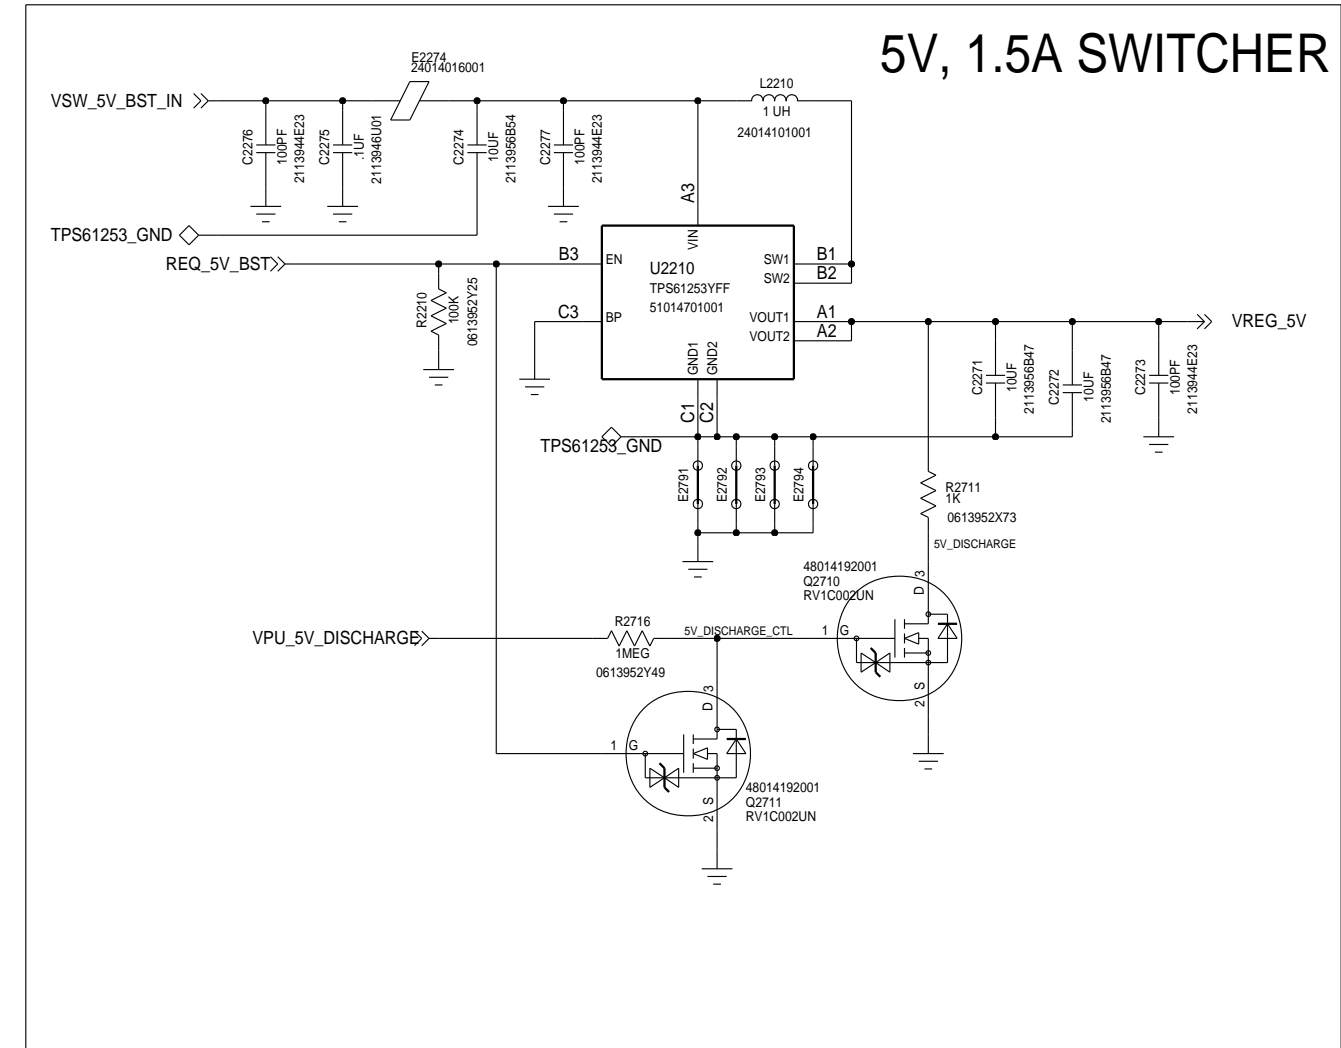 5V, 1.5A SWITCHER
E2274
24014016001
VSW_5V_BST_IN
L2210
1 UH
24014101001
C2276
100PF
2113944E23
C2275
.1UF
2113946U01
C2274
10UF
2113956B54
C2277
100PF
2113944E23
A3
TPS61253_GND
REQ_5V_BST
B3
EN
VIN
U2210
TPS61253YFF
51014701001
SW1
SW2
B1
B2
R2210
100K
0613952Y25
C3
BP
VOUT1
VOUT2
A1
A2
VREG_5V
GND1
GND2
C1
C2
C2271
10UF
2113956B47
C2272
10UF
2113956B47
C2273
100PF
2113944E23
TPS61253_GND
E2791
E2792
E2793
E2794
R2711
1K
0613952X73
5V_DISCHARGE
48014192001
Q2710
RV1C002UN
3
D
1
G
S
2
VPU_5V_DISCHARGE
R2716
1MEG
0613952Y49
5V_DISCHARGE_CTL
3
D
1
G
S
2
48014192001
Q2711
RV1C002UN